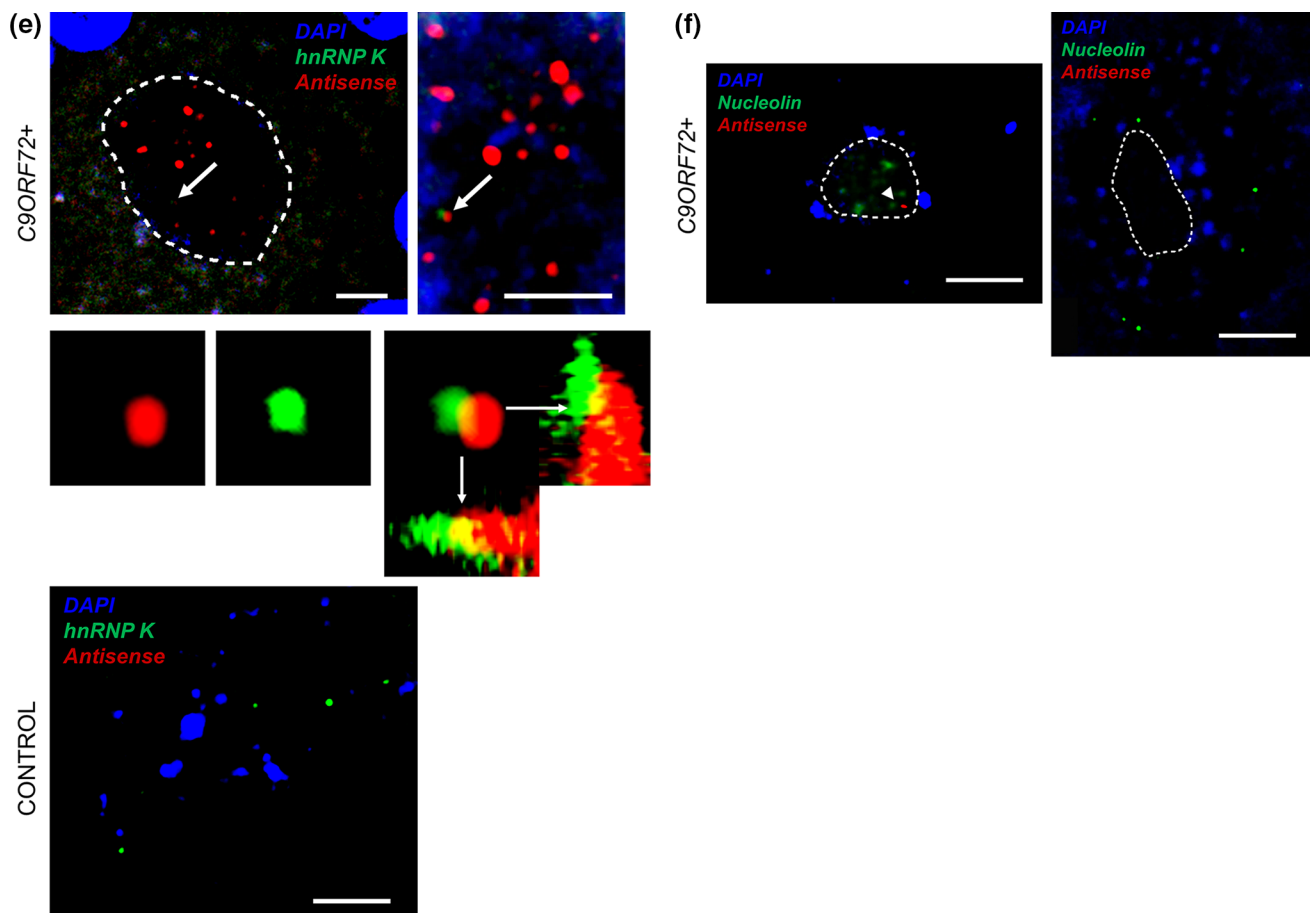 (e)
C9ORF72+
DAPI
hnRNP K
Antisense
(f)
C9ORF72+
DAPI
Nucleolin
Antisense
DAPI
Nucleolin
Antisense
CONTROL
DAPI
hnRNP K
Antisense